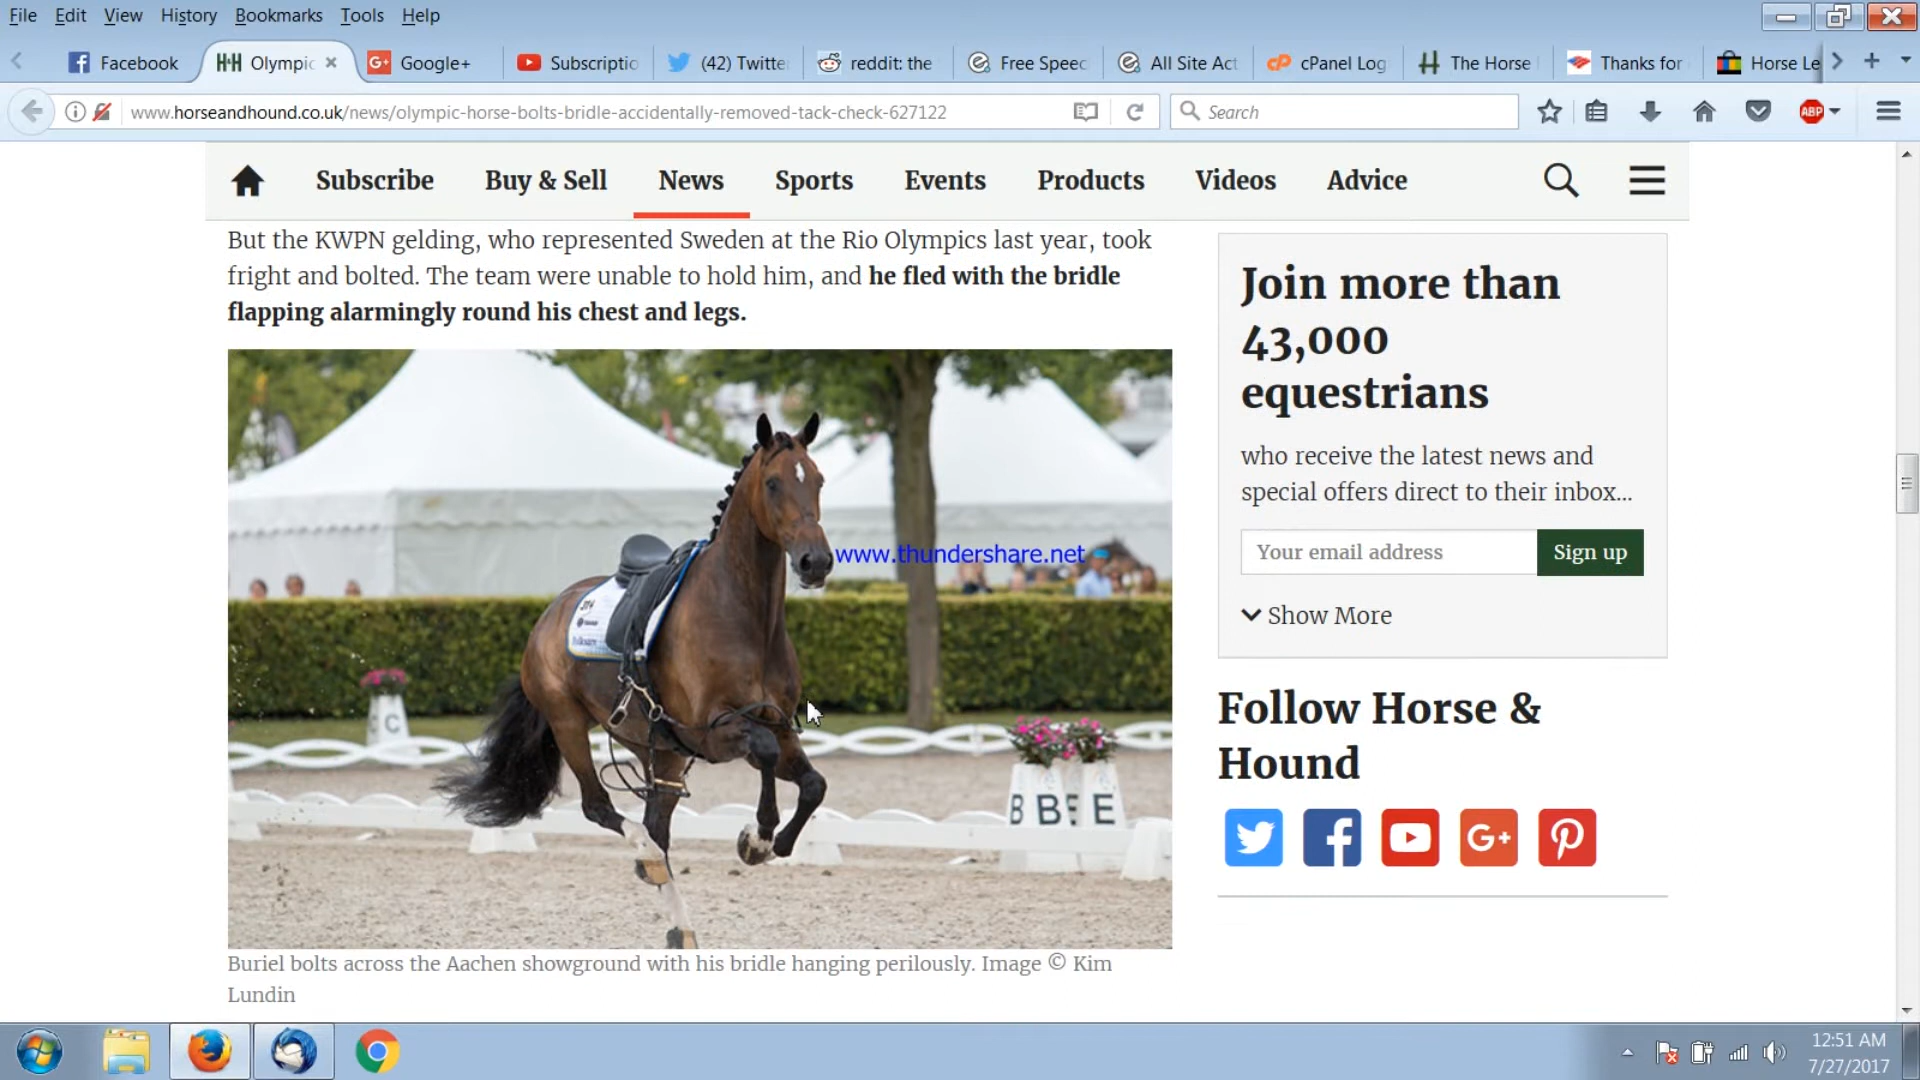 File Edit View History Bookmarks Tools Help
Facebook
H&H Olympic
G+ Google+
Subscriptio
(42) Twitte
reddit: the
Free Speec
All Site Act
cP cPanel Log
The Horse
Thanks for
Horse Le
www.horseandhound.co.uk/news/olympic-horse-bolts-bridle-accidentally-removed-tack-check-627122
Search
ABP
Subscribe Buy & Sell News Sports Events Products Videos Advice
But the KWPN gelding, who represented Sweden at the Rio Olympics last year, took
fright and bolted. The team were unable to hold him, and he fled with the bridle
flapping alarmingly round his chest and legs.
www.thundershare.net
C
B B E
Buriel bolts across the Aachen showground with his bridle hanging perilously. Image © Kim
Lundin
Join more than
43,000
equestrians
who receive the latest news and
special offers direct to their inbox...
Your email address Sign up
Show More
Follow Horse &
Hound
G+
12:51 AM
7/27/2017